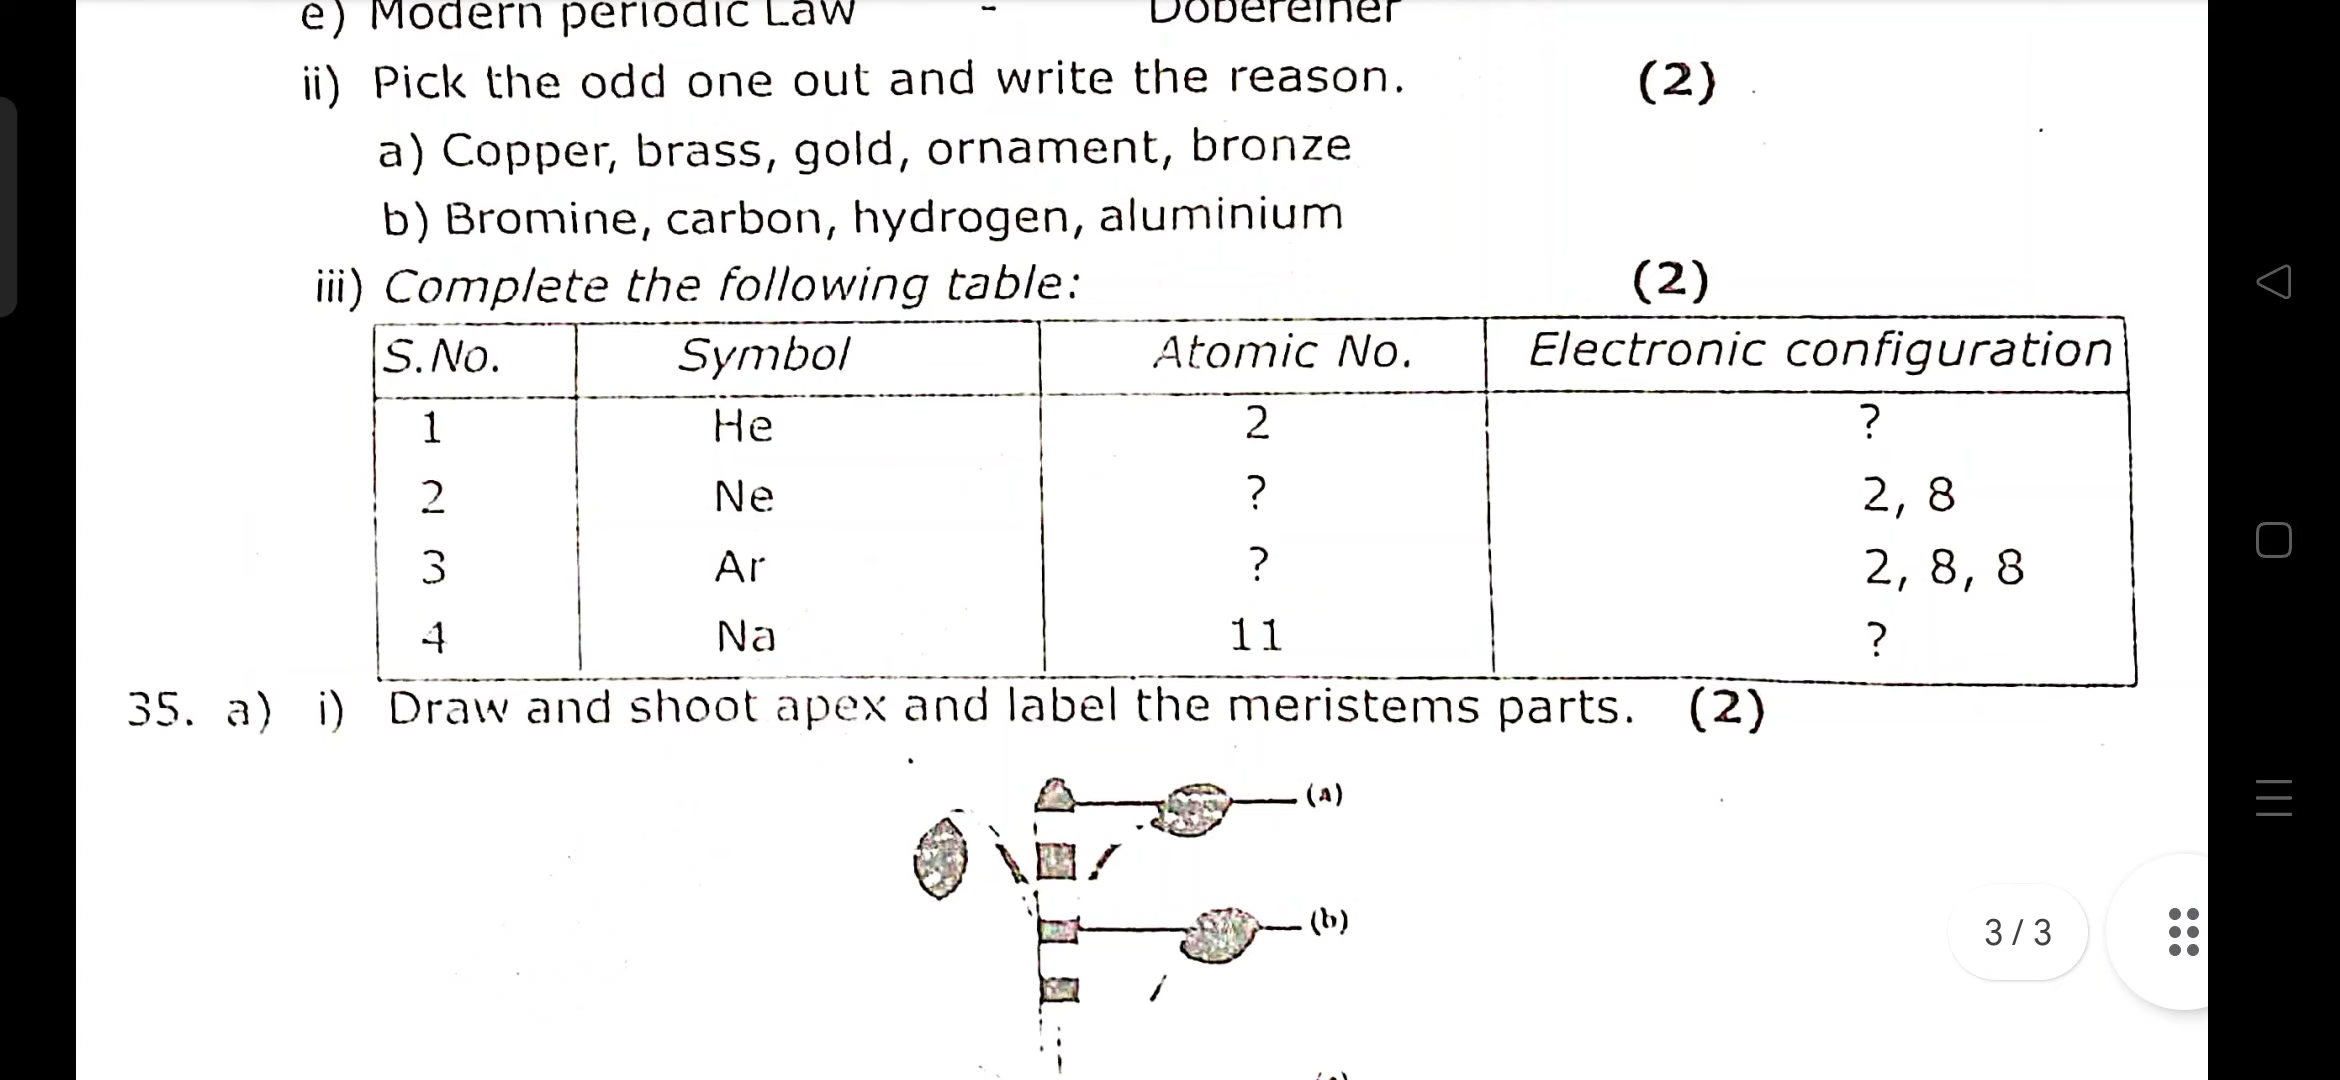 e) Modern periodic Law - Dobereiner
ii) Pick the odd one out and write the reason. (2)
a) Copper, brass, gold, ornament, bronze
b) Bromine, carbon, hydrogen, aluminium
iii) Complete the following table: (2)
S.No. Symbol Atomic No. Electronic configuration
1 He 2 ?
2 Ne ? 2, 8
3 Ar ? 2, 8, 8
4 Na 11 ?
35. a) i) Draw and shoot apex and label the meristems parts. (2)
(a)
(b)
3 / 3